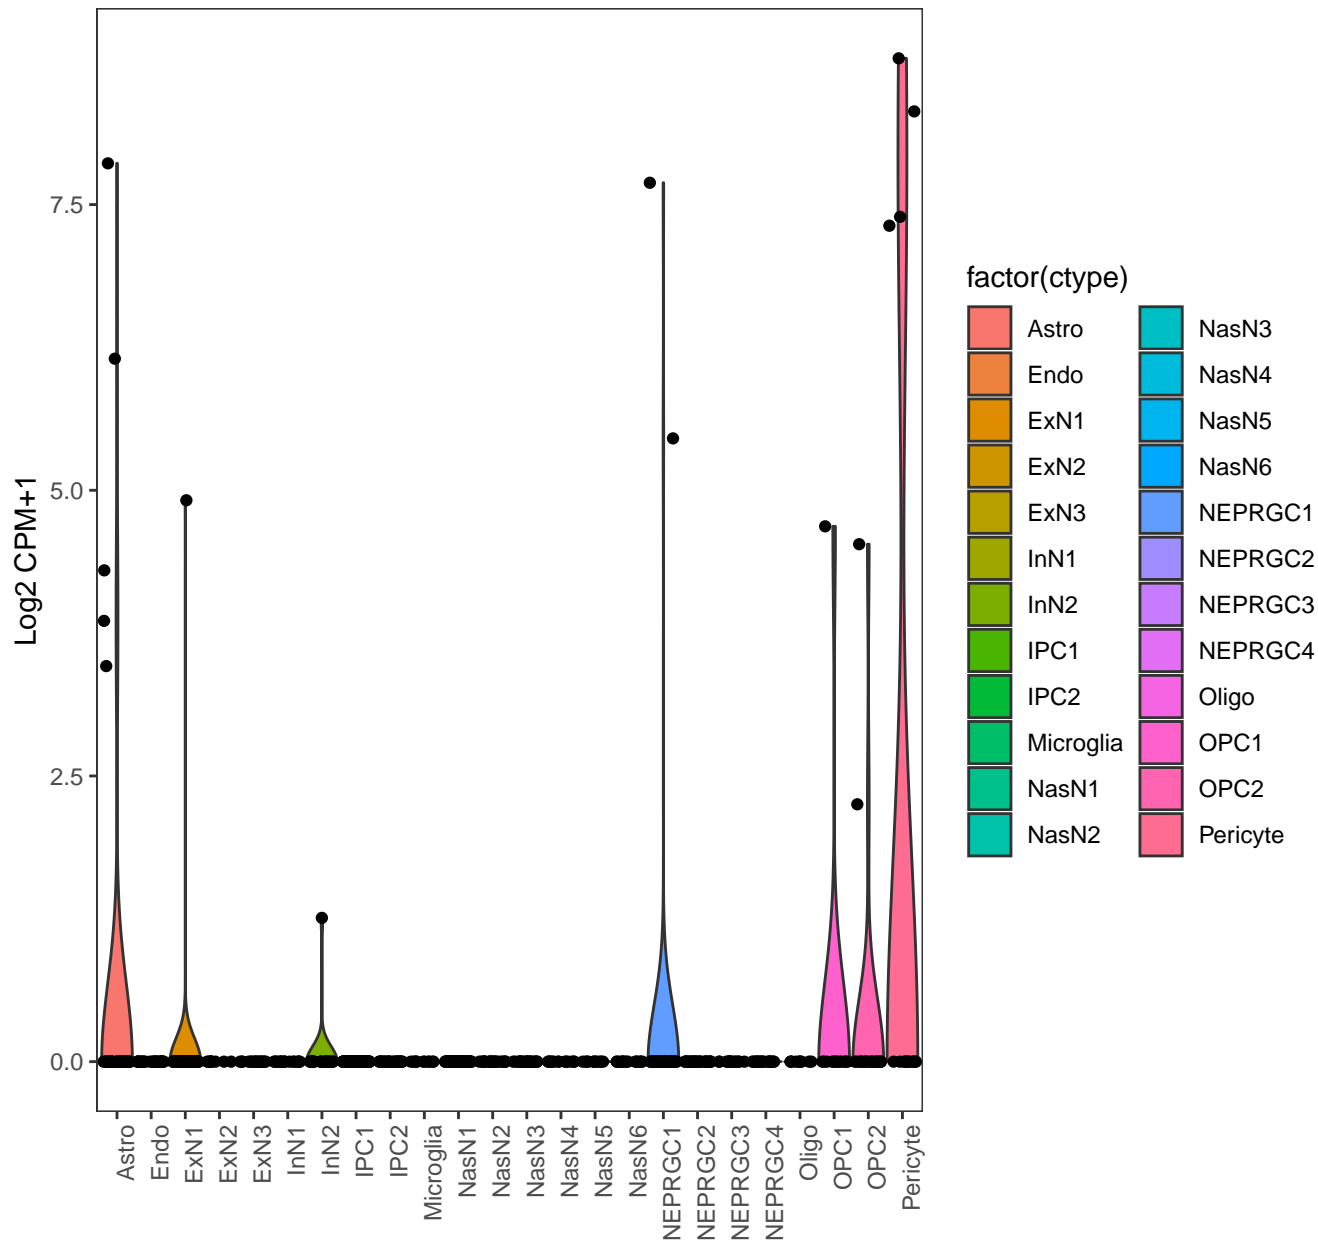 Log2 CPM+1
7.5
5.0
2.5
0.0
Astro
Endo
ExN1
ExN2
ExN3
InN1
InN2
IPC1
IPC2
Microglia
NasN1
NasN2
NasN3
NasN4
NasN5
NasN6
NEPRGC1
NEPRGC2
NEPRGC3
NEPRGC4
Oligo
OPC1
OPC2
Pericyte
factor(ctype)
Astro
Endo
ExN1
ExN2
ExN3
InN1
InN2
IPC1
IPC2
Microglia
NasN1
NasN2
NasN3
NasN4
NasN5
NasN6
NEPRGC1
NEPRGC2
NEPRGC3
NEPRGC4
Oligo
OPC1
OPC2
Pericyte